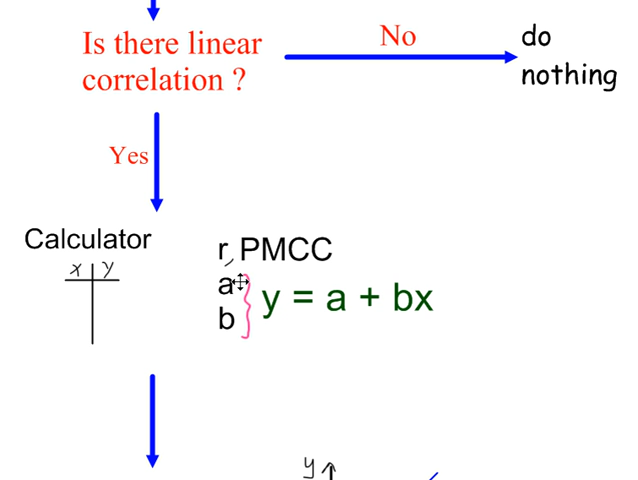 Is there linear
correlation ?
No
do
nothing
Yes
Calculator
x y
r, PMCC
a
b
y = a + bx
y